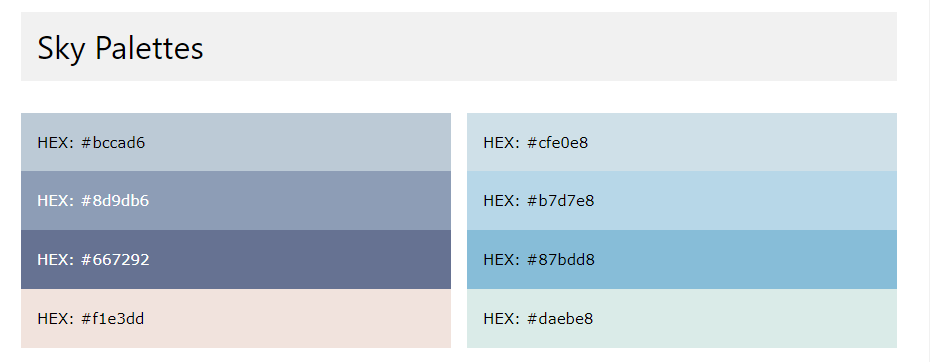 Sky Palettes
HEX: #bccad6
HEX: #8d9db6
HEX: #667292
HEX: #f1e3dd
HEX: #cfe0e8
HEX: #b7d7e8
HEX: #87bdd8
HEX: #daebe8